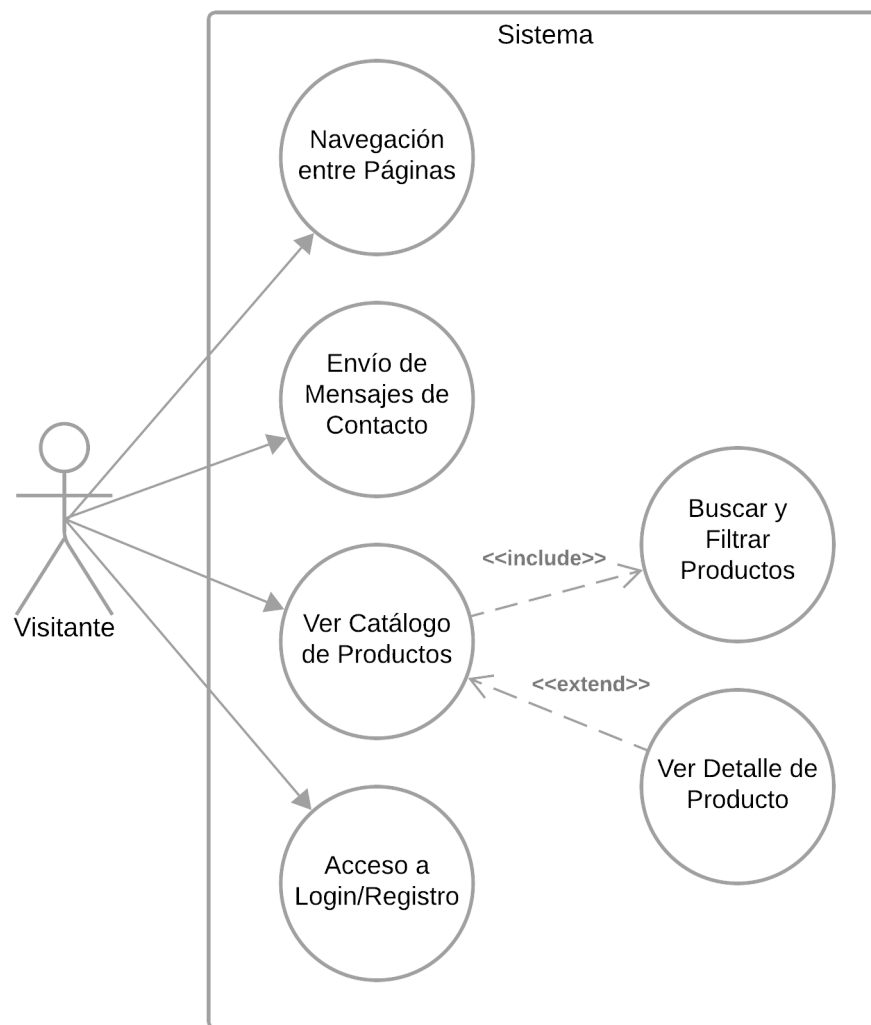 Sistema
Navegación
entre Páginas
Envío de
Mensajes de
Contacto
Visitante
Ver Catálogo
de Productos
<<include>>
Buscar y
Filtrar
Productos
<<extend>>
Ver Detalle de
Producto
Acceso a
Login/Registro